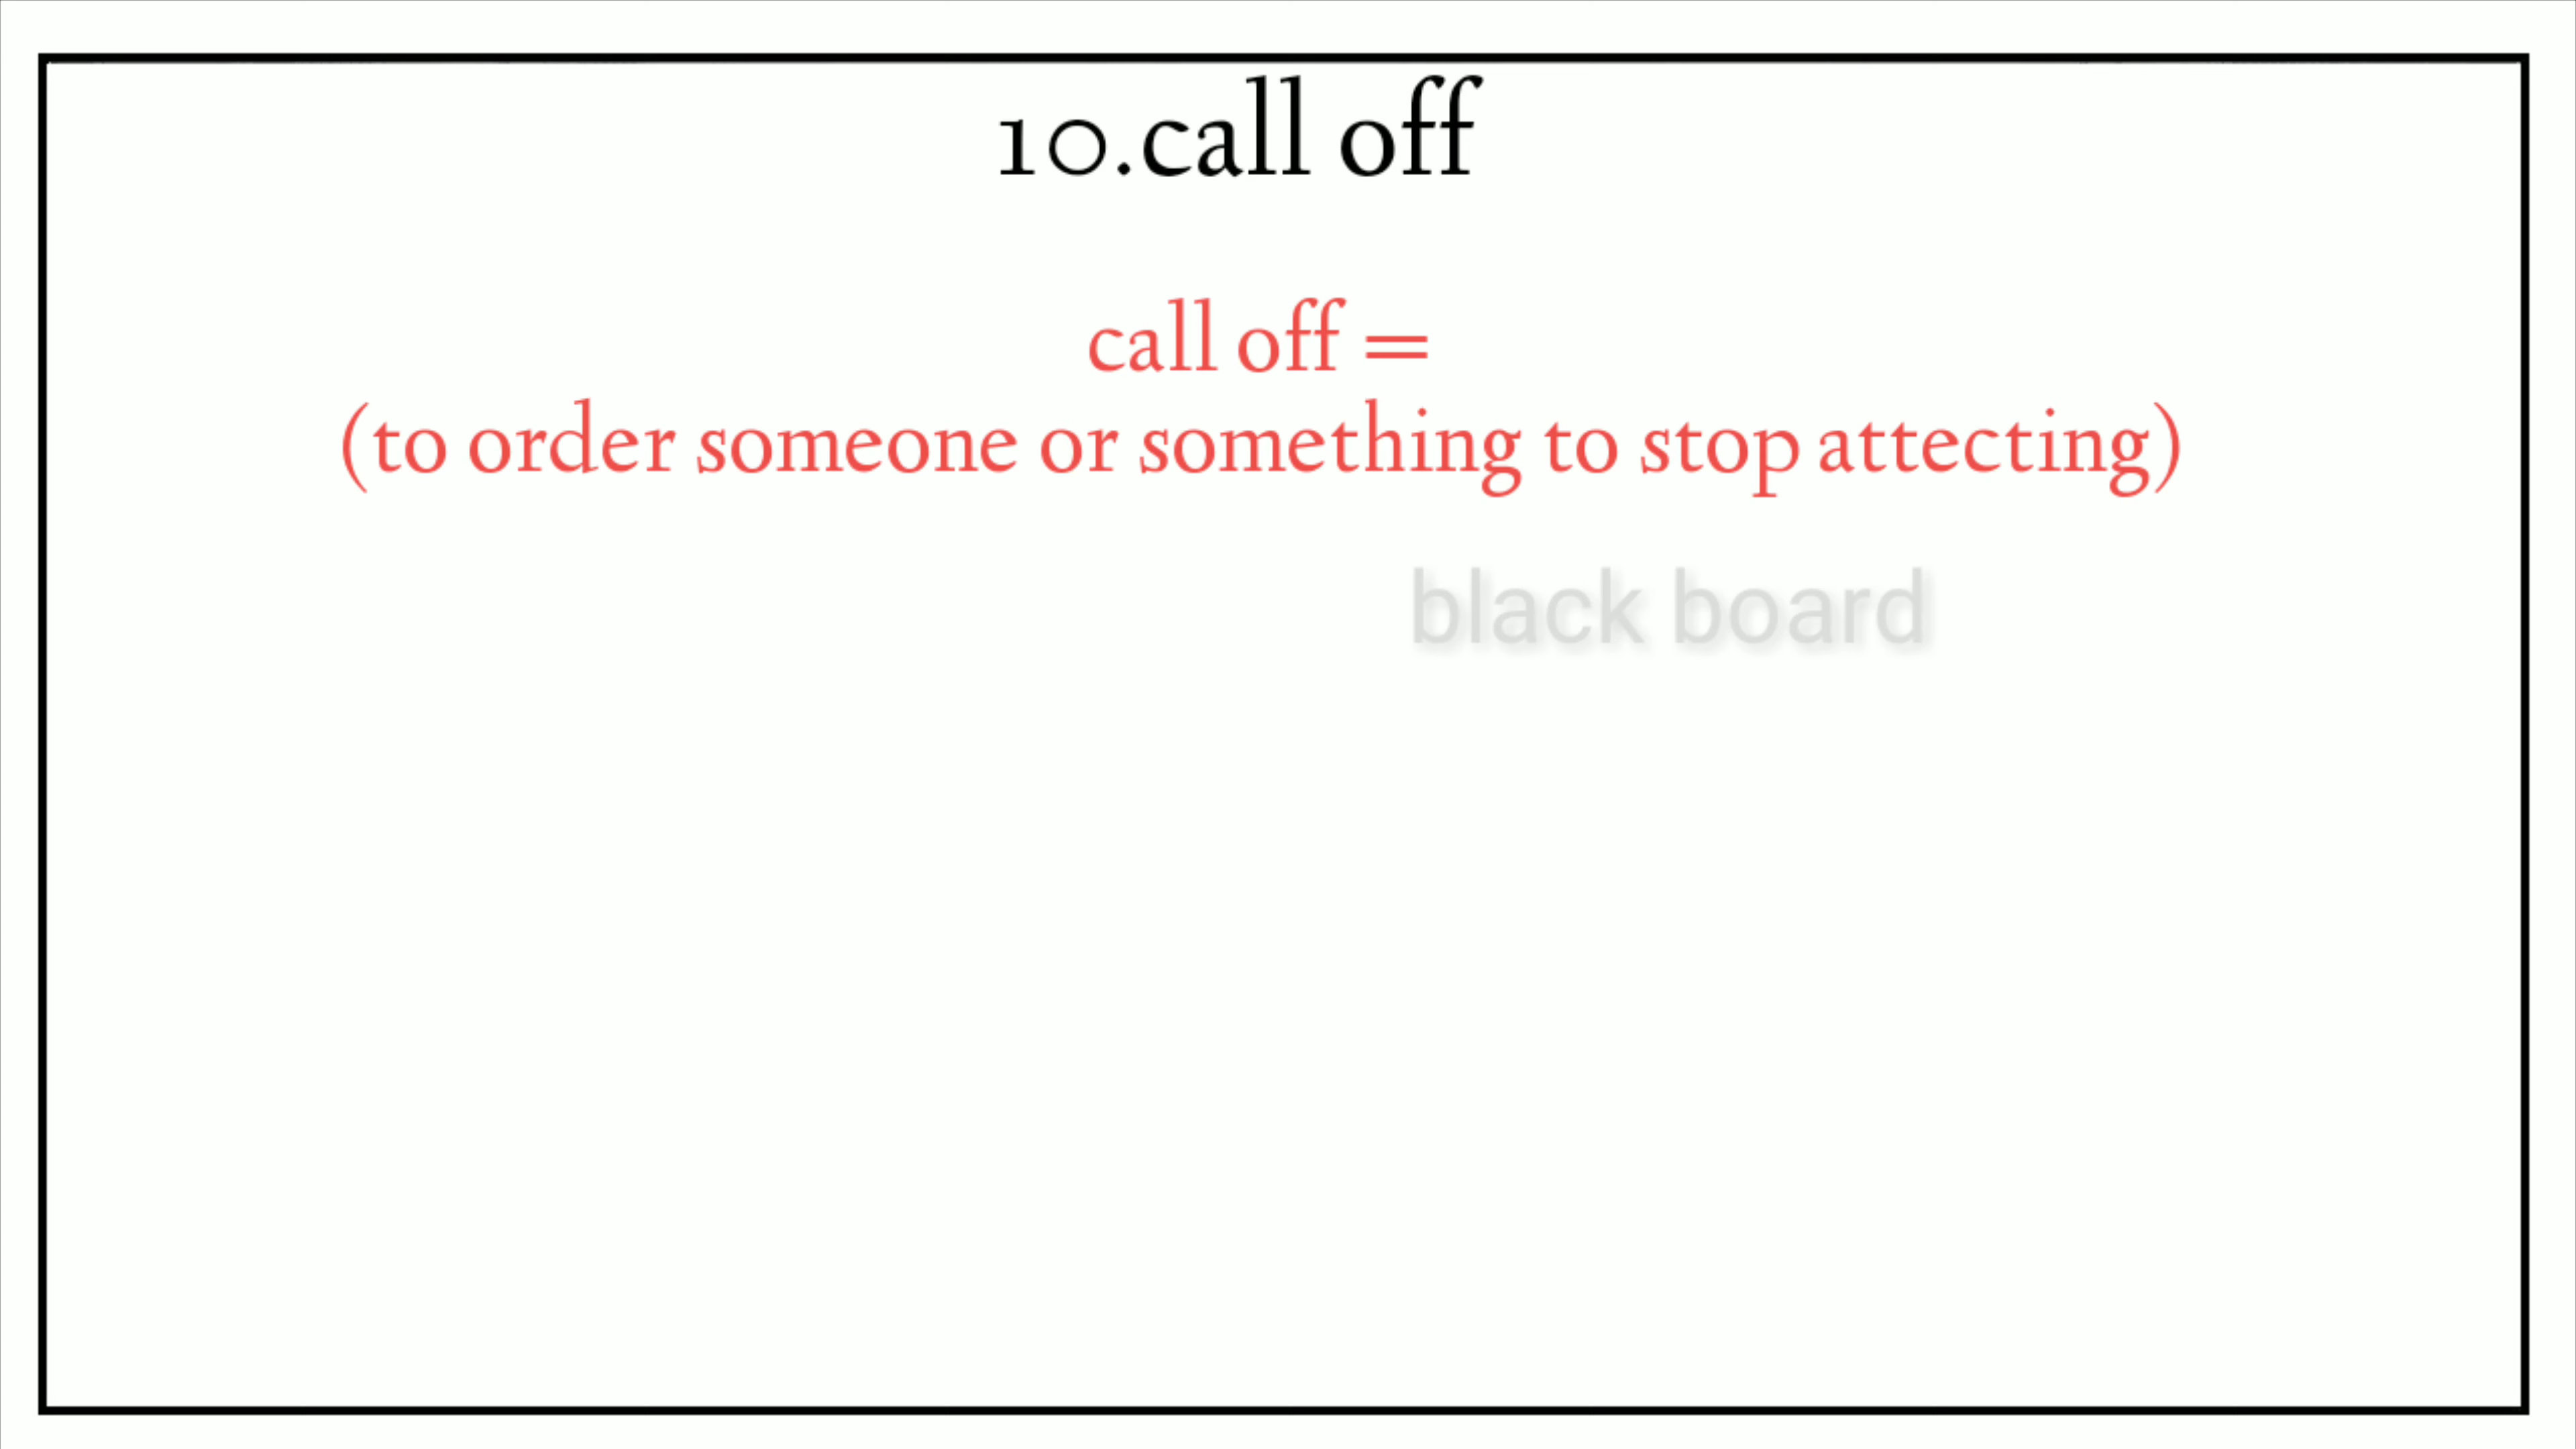 10.call off
call off =
(to order someone or something to stop attecting)
black board